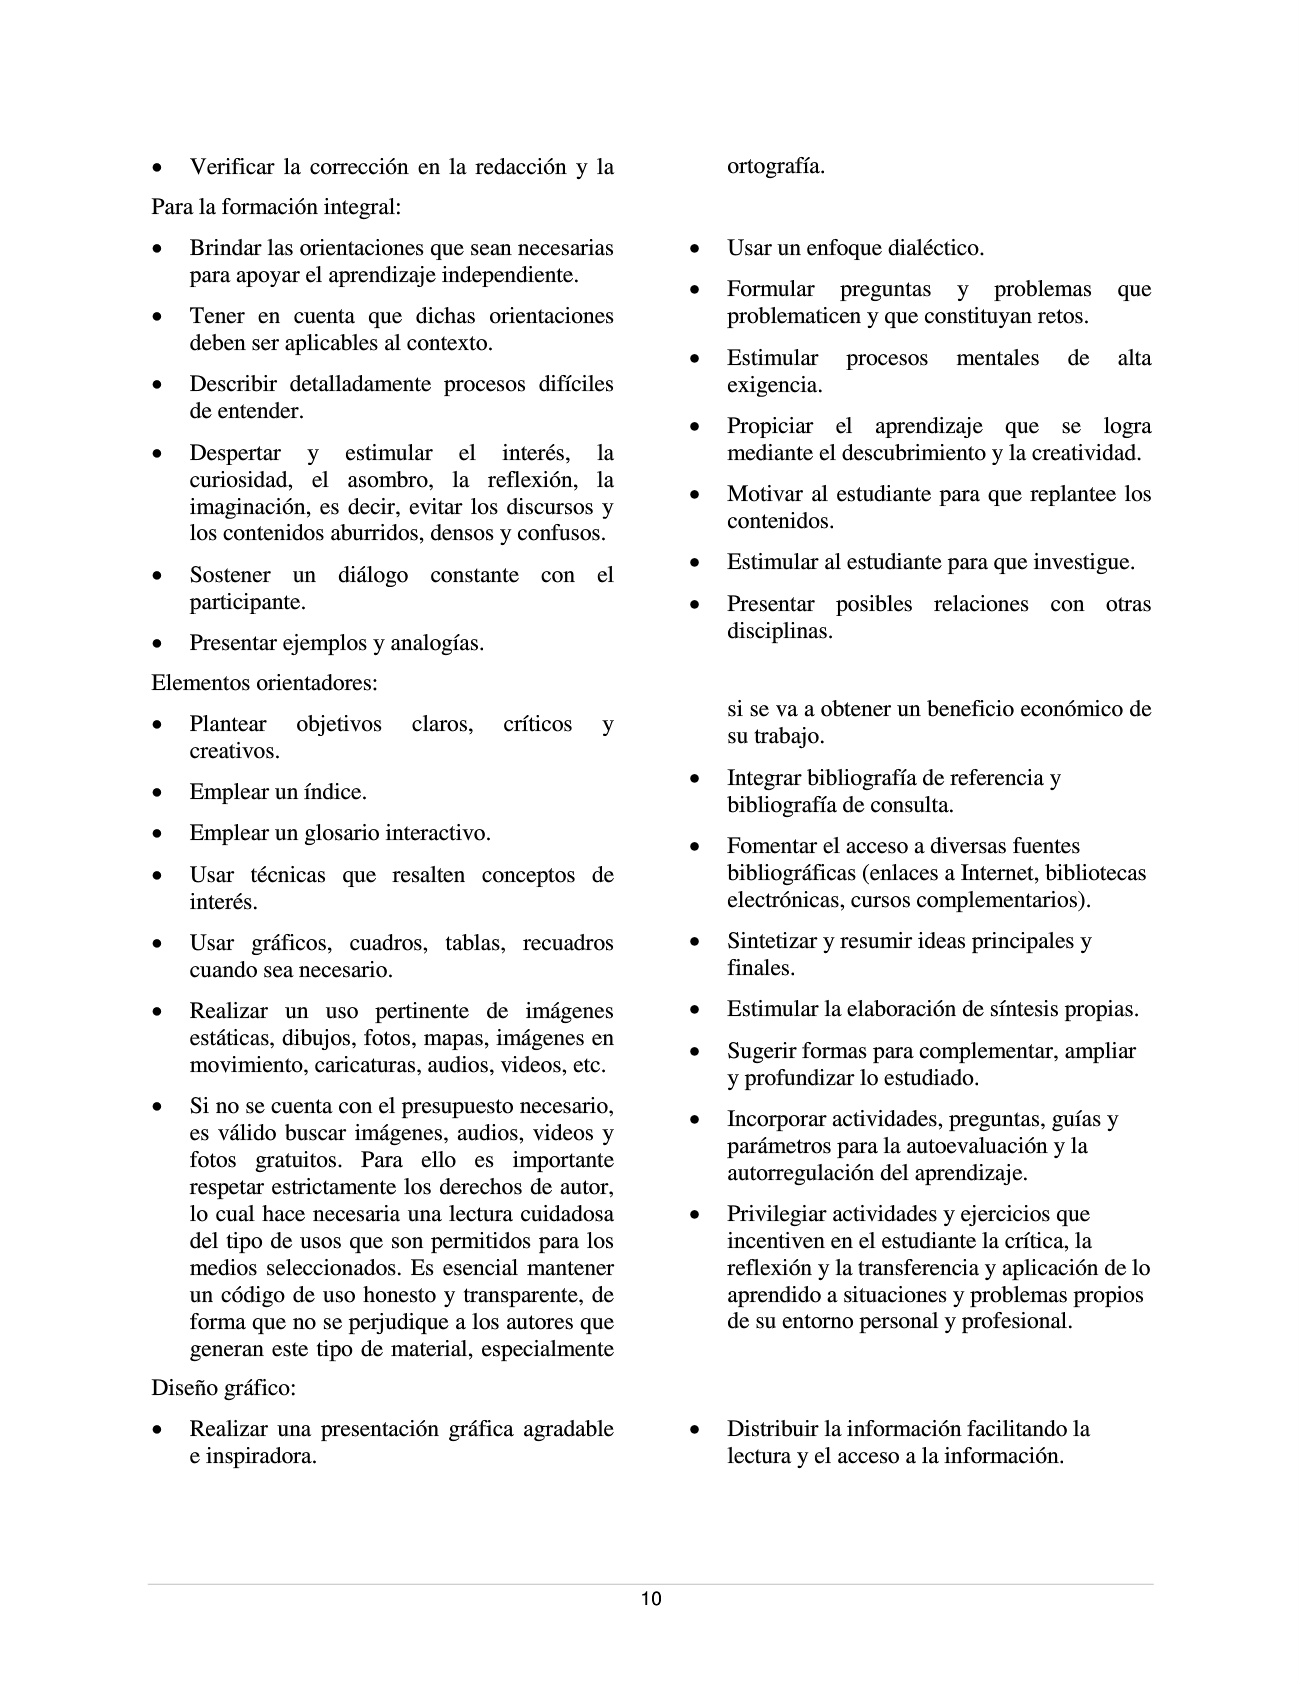 • Verificar la corrección en la redacción y la
ortografía.
Para la formación integral:
• Brindar las orientaciones que sean necesarias
para apoyar el aprendizaje independiente.
• Tener en cuenta que dichas orientaciones
deben ser aplicables al contexto.
• Describir detalladamente procesos difíciles
de entender.
• Despertar y estimular el interés, la
curiosidad, el asombro, la reflexión, la
imaginación, es decir, evitar los discursos y
los contenidos aburridos, densos y confusos.
• Sostener un diálogo constante con el
participante.
• Presentar ejemplos y analogías.
• Usar un enfoque dialéctico.
• Formular preguntas y problemas que
problematicen y que constituyan retos.
• Estimular procesos mentales de alta
exigencia.
• Propiciar el aprendizaje que se logra
mediante el descubrimiento y la creatividad.
• Motivar al estudiante para que replantee los
contenidos.
• Estimular al estudiante para que investigue.
• Presentar posibles relaciones con otras
disciplinas.
Elementos orientadores:
• Plantear objetivos claros, críticos y
creativos.
• Emplear un índice.
• Emplear un glosario interactivo.
• Usar técnicas que resalten conceptos de
interés.
• Usar gráficos, cuadros, tablas, recuadros
cuando sea necesario.
• Realizar un uso pertinente de imágenes
estáticas, dibujos, fotos, mapas, imágenes en
movimiento, caricaturas, audios, videos, etc.
• Si no se cuenta con el presupuesto necesario,
es válido buscar imágenes, audios, videos y
fotos gratuitos. Para ello es importante
respetar estrictamente los derechos de autor,
lo cual hace necesaria una lectura cuidadosa
del tipo de usos que son permitidos para los
medios seleccionados. Es esencial mantener
un código de uso honesto y transparente, de
forma que no se perjudique a los autores que
generan este tipo de material, especialmente
si se va a obtener un beneficio económico de
su trabajo.
• Integrar bibliografía de referencia y
bibliografía de consulta.
• Fomentar el acceso a diversas fuentes
bibliográficas (enlaces a Internet, bibliotecas
electrónicas, cursos complementarios).
• Sintetizar y resumir ideas principales y
finales.
• Estimular la elaboración de síntesis propias.
• Sugerir formas para complementar, ampliar
y profundizar lo estudiado.
• Incorporar actividades, preguntas, guías y
parámetros para la autoevaluación y la
autorregulación del aprendizaje.
• Privilegiar actividades y ejercicios que
incentiven en el estudiante la crítica, la
reflexión y la transferencia y aplicación de lo
aprendido a situaciones y problemas propios
de su entorno personal y profesional.
Diseño gráfico:
• Realizar una presentación gráfica agradable
e inspiradora.
• Distribuir la información facilitando la
lectura y el acceso a la información.
10